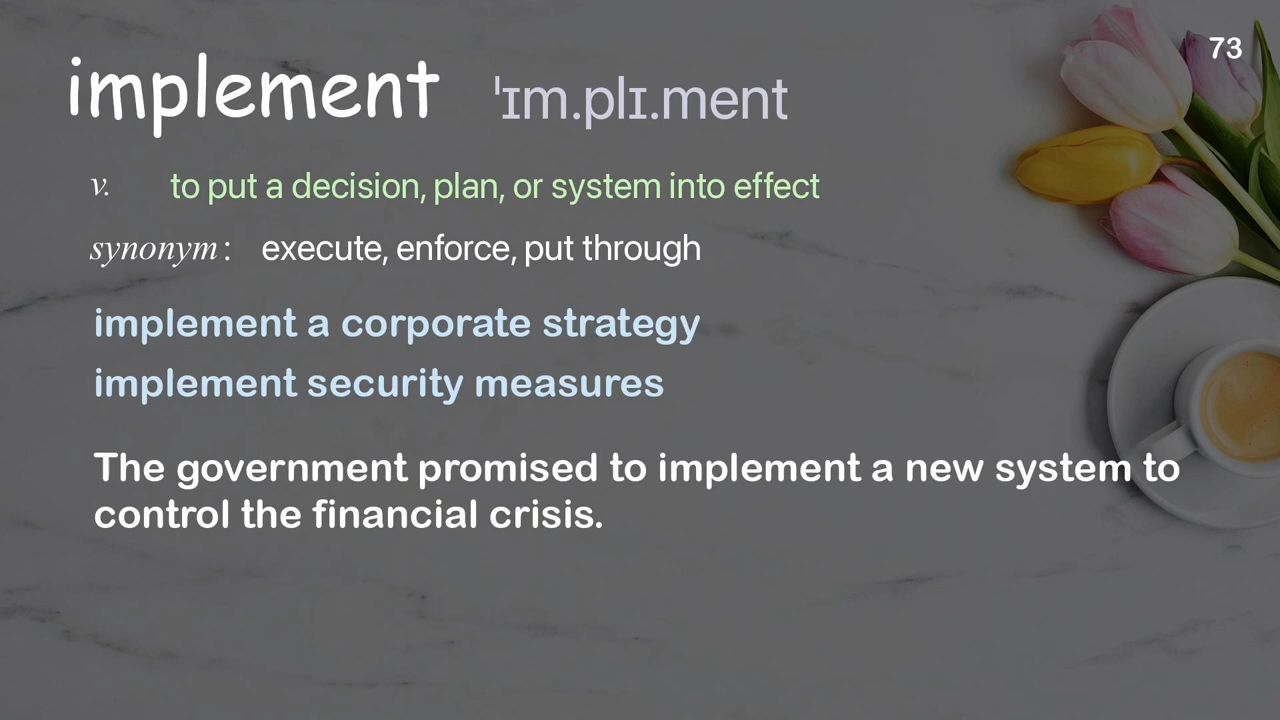 73
implement ˈɪm.plɪ.ment
v. to put a decision, plan, or system into effect
synonym: execute, enforce, put through
implement a corporate strategy
implement security measures
The government promised to implement a new system to
control the financial crisis.